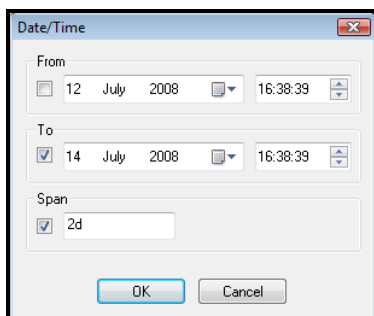 Date/Time
From
12 July 2008 16:38:39
To
14 July 2008 16:38:39
Span
2d
OK Cancel